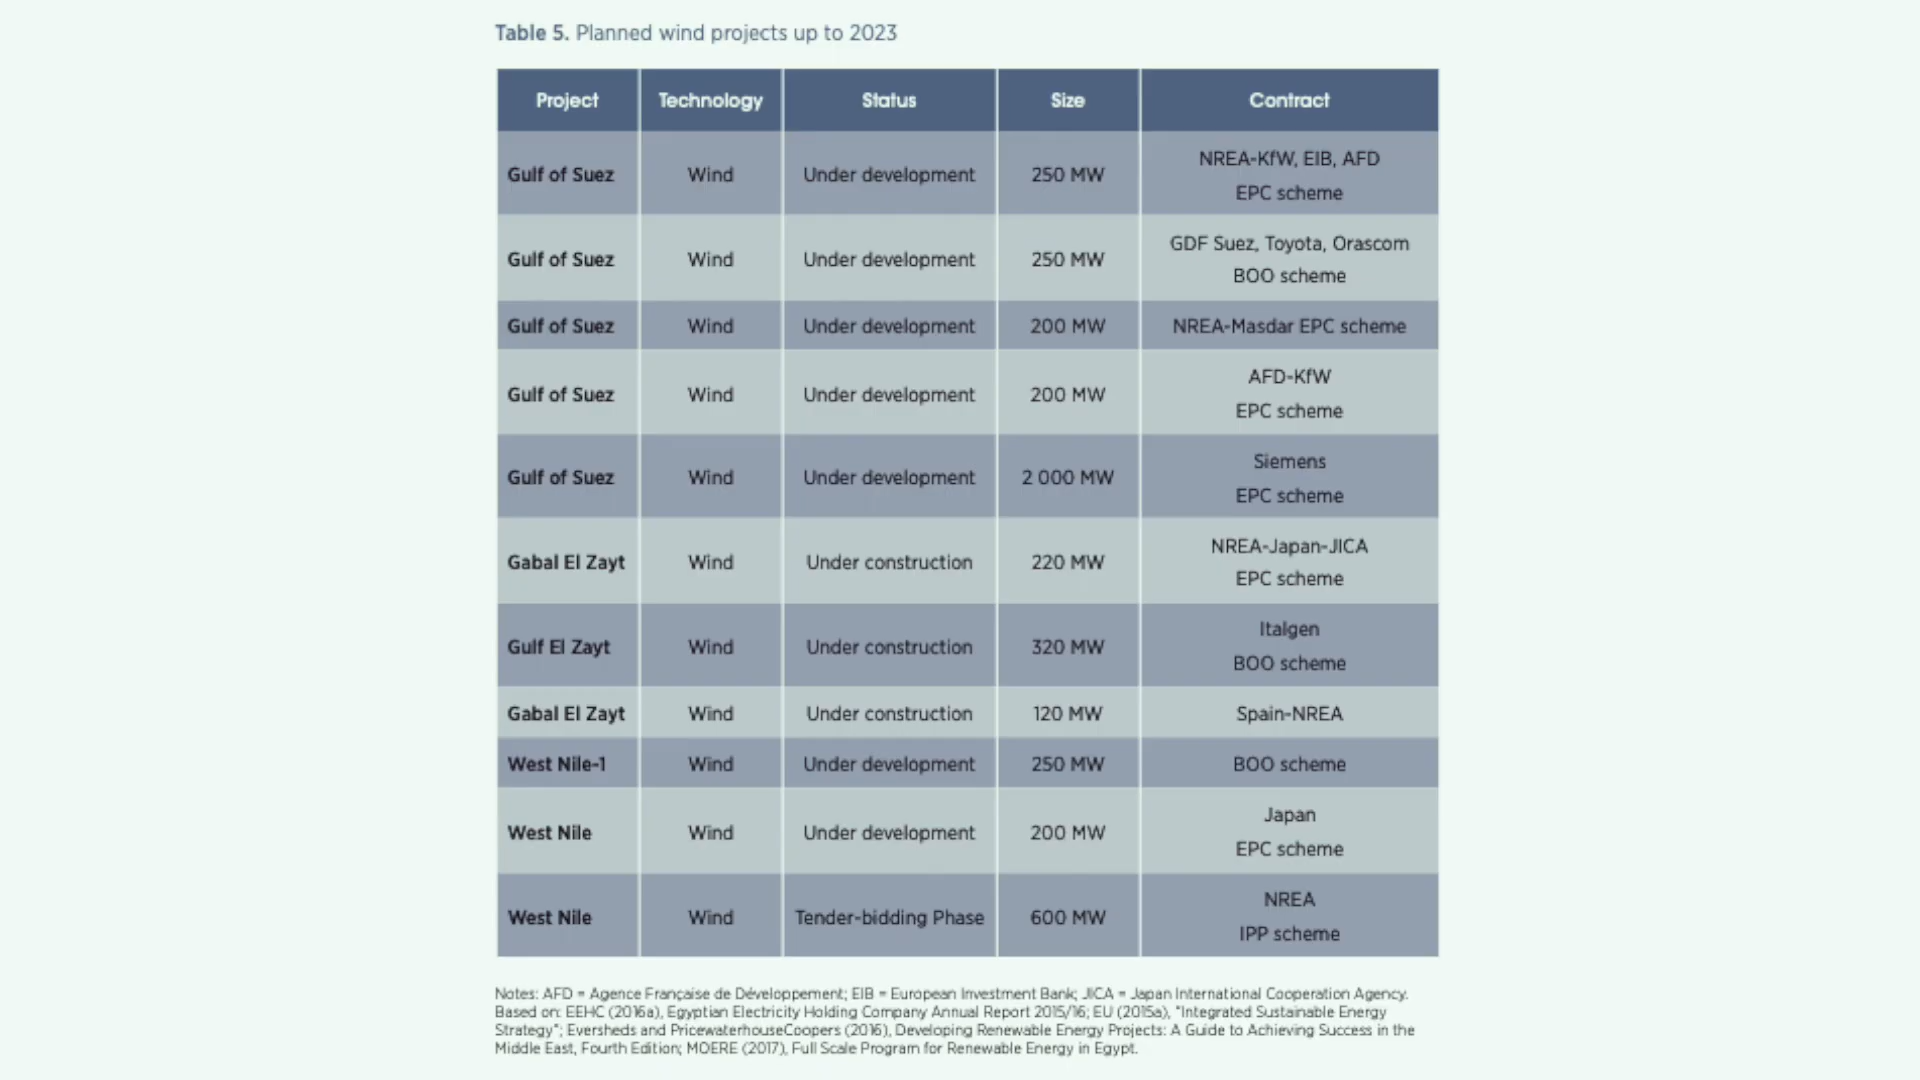 Table 5. Planned wind projects up to 2023
Project Technology Status Size Contract
Gulf of Suez Wind Under development 250 MW NREA-KfW, EIB, AFD
EPC scheme
Gulf of Suez Wind Under development 250 MW GDF Suez, Toyota, Orascom
BOO scheme
Gulf of Suez Wind Under development 200 MW NREA-Masdar EPC scheme
Gulf of Suez Wind Under development 200 MW AFD-KfW
EPC scheme
Gulf of Suez Wind Under development 2 000 MW Siemens
EPC scheme
Gabal El Zayt Wind Under construction 220 MW NREA-Japan-JICA
EPC scheme
Gulf El Zayt Wind Under construction 320 MW Italgen
BOO scheme
Gabal El Zayt Wind Under construction 120 MW Spain-NREA
West Nile-1 Wind Under development 250 MW BOO scheme
West Nile Wind Under development 200 MW Japan
EPC scheme
West Nile Wind Tender-bidding Phase 600 MW NREA
IPP scheme
Notes: AFD = Agence Française de Développement; EIB = European Investment Bank; JICA = Japan International Cooperation Agency.
Based on: EEHC (2016a), Egyptian Electricity Holding Company Annual Report 2015/16; EU (2015a), "Integrated Sustainable Energy
Strategy"; Eversheds and PricewaterhouseCoopers (2016), Developing Renewable Energy Projects: A Guide to Achieving Success in the
Middle East, Fourth Edition; MOERE (2017), Full Scale Program for Renewable Energy in Egypt.